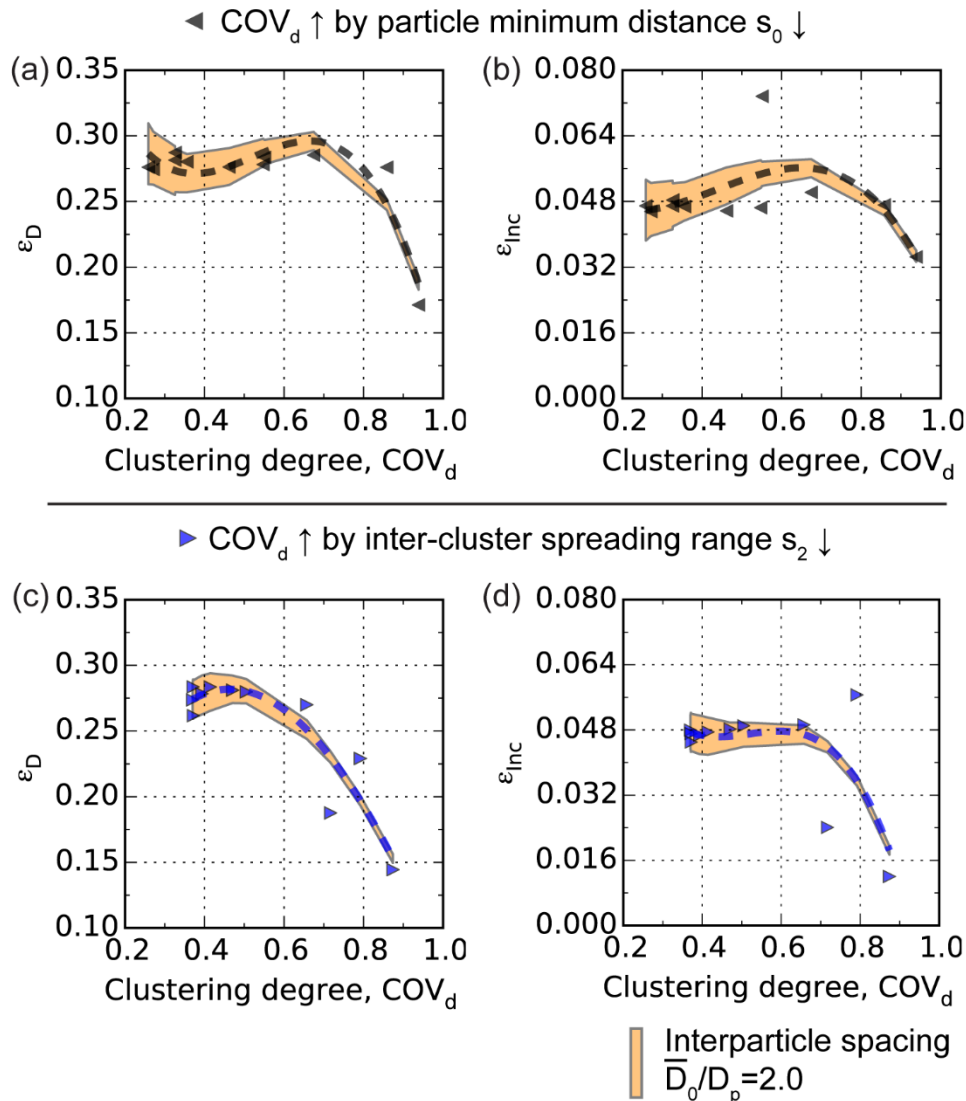 COV_d ↑ by particle minimum distance s_0 ↓
(a)
0.35
0.30
0.25
0.20
0.15
0.10
ε_D
0.2 0.4 0.6 0.8 1.0
Clustering degree, COV_d
(b)
0.080
0.064
0.048
0.032
0.016
0.000
ε_Inc
0.2 0.4 0.6 0.8 1.0
Clustering degree, COV_d
COV_d ↑ by inter-cluster spreading range s_2 ↓
(c)
0.35
0.30
0.25
0.20
0.15
0.10
ε_D
0.2 0.4 0.6 0.8 1.0
Clustering degree, COV_d
(d)
0.080
0.064
0.048
0.032
0.016
0.000
ε_Inc
0.2 0.4 0.6 0.8 1.0
Clustering degree, COV_d
Interparticle spacing
D̅_0/D_p=2.0